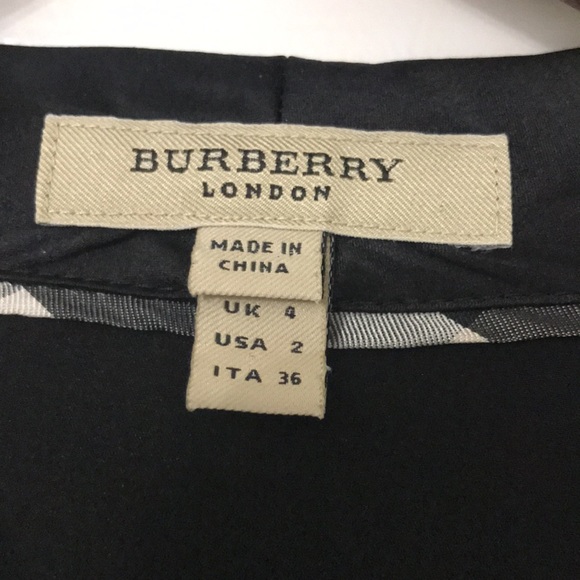 BURBERRY
LONDON
MADE IN
CHINA
UK 4
USA 2
ITA 36